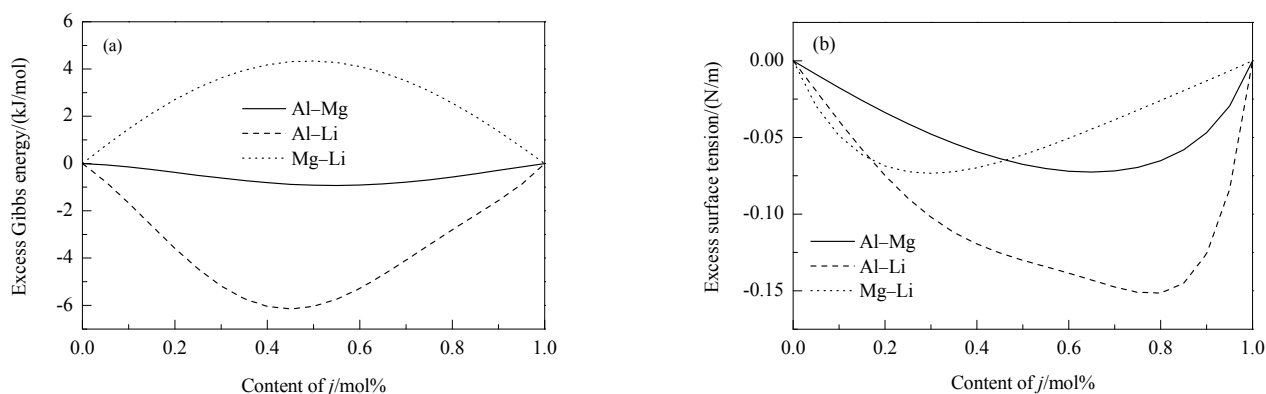 (a)
Excess Gibbs energy/(kJ/mol)
6
4
2
0
-2
-4
-6
Al–Mg
Al–Li
Mg–Li
0.0 0.2 0.4 0.6 0.8 1.0
Content of j/mol%
(b)
Excess surface tension/(N/m)
0.00
-0.05
-0.10
-0.15
Al–Mg
Al–Li
Mg–Li
0.0 0.2 0.4 0.6 0.8 1.0
Content of j/mol%